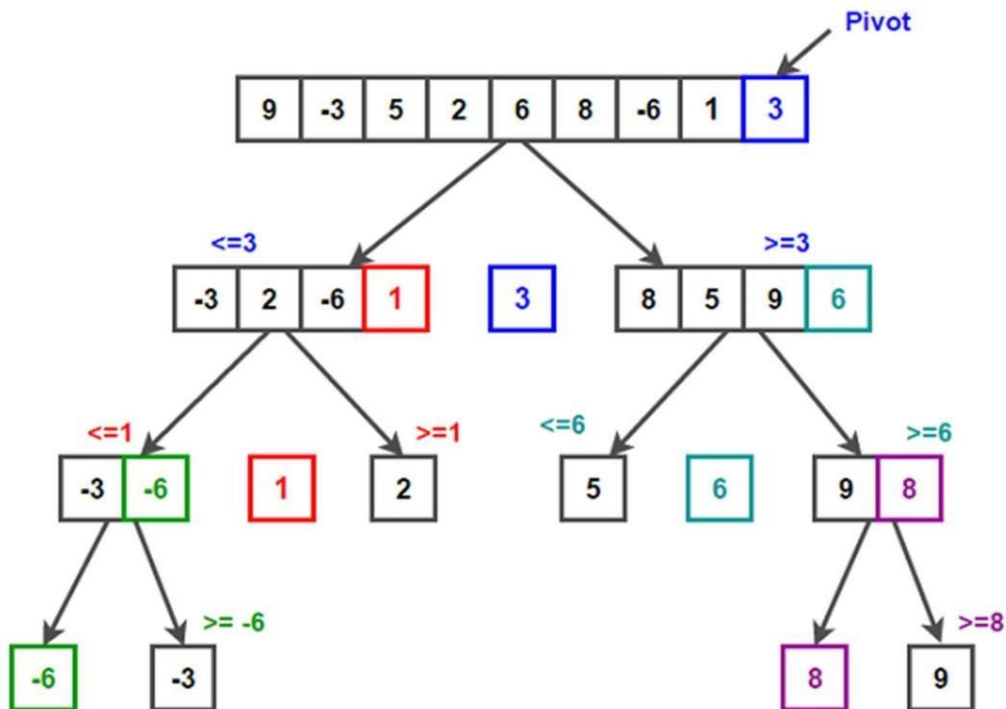 Pivot
9 -3 5 2 6 8 -6 1 3
<=3 >=3
-3 2 -6 1 3 8 5 9 6
<=1 >=1 <=6 >=6
-3 -6 1 2 5 6 9 8
>= -6 >=8
-6 -3 8 9